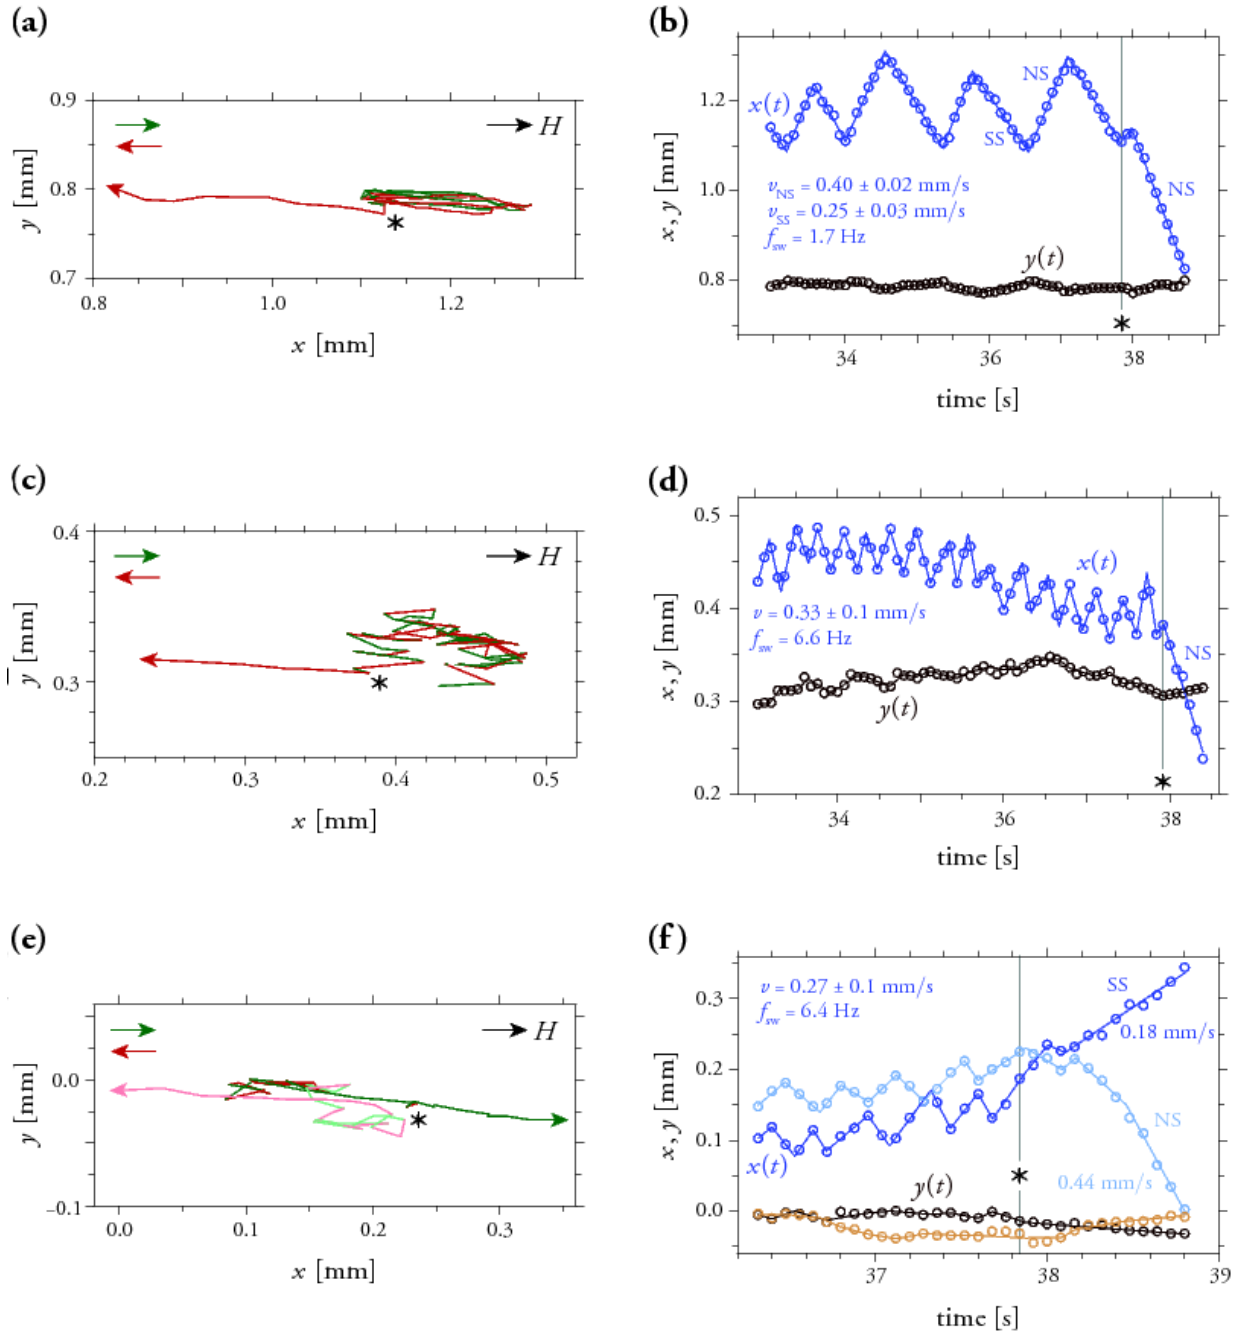 (a)
0.9
0.8
0.7
y [mm]
H
*
0.8
1.0
1.2
x [mm]
(b)
1.2
1.0
0.8
x, y [mm]
x(t)
NS
SS
NS
v_NS = 0.40 ± 0.02 mm/s
v_SS = 0.25 ± 0.03 mm/s
f_sw = 1.7 Hz
y(t)
*
34
36
38
time [s]
(c)
0.4
0.3
y [mm]
H
*
0.2
0.3
0.4
0.5
x [mm]
(d)
0.5
0.4
0.3
0.2
x, y [mm]
x(t)
v = 0.33 ± 0.1 mm/s
f_sw = 6.6 Hz
NS
y(t)
*
34
36
38
time [s]
(e)
0.0
−0.1
y [mm]
H
*
0.0
0.1
0.2
0.3
x [mm]
(f)
0.3
0.2
0.1
0.0
x, y [mm]
v = 0.27 ± 0.1 mm/s
f_sw = 6.4 Hz
SS
0.18 mm/s
NS
x(t)
0.44 mm/s
y(t)
*
37
38
39
time [s]